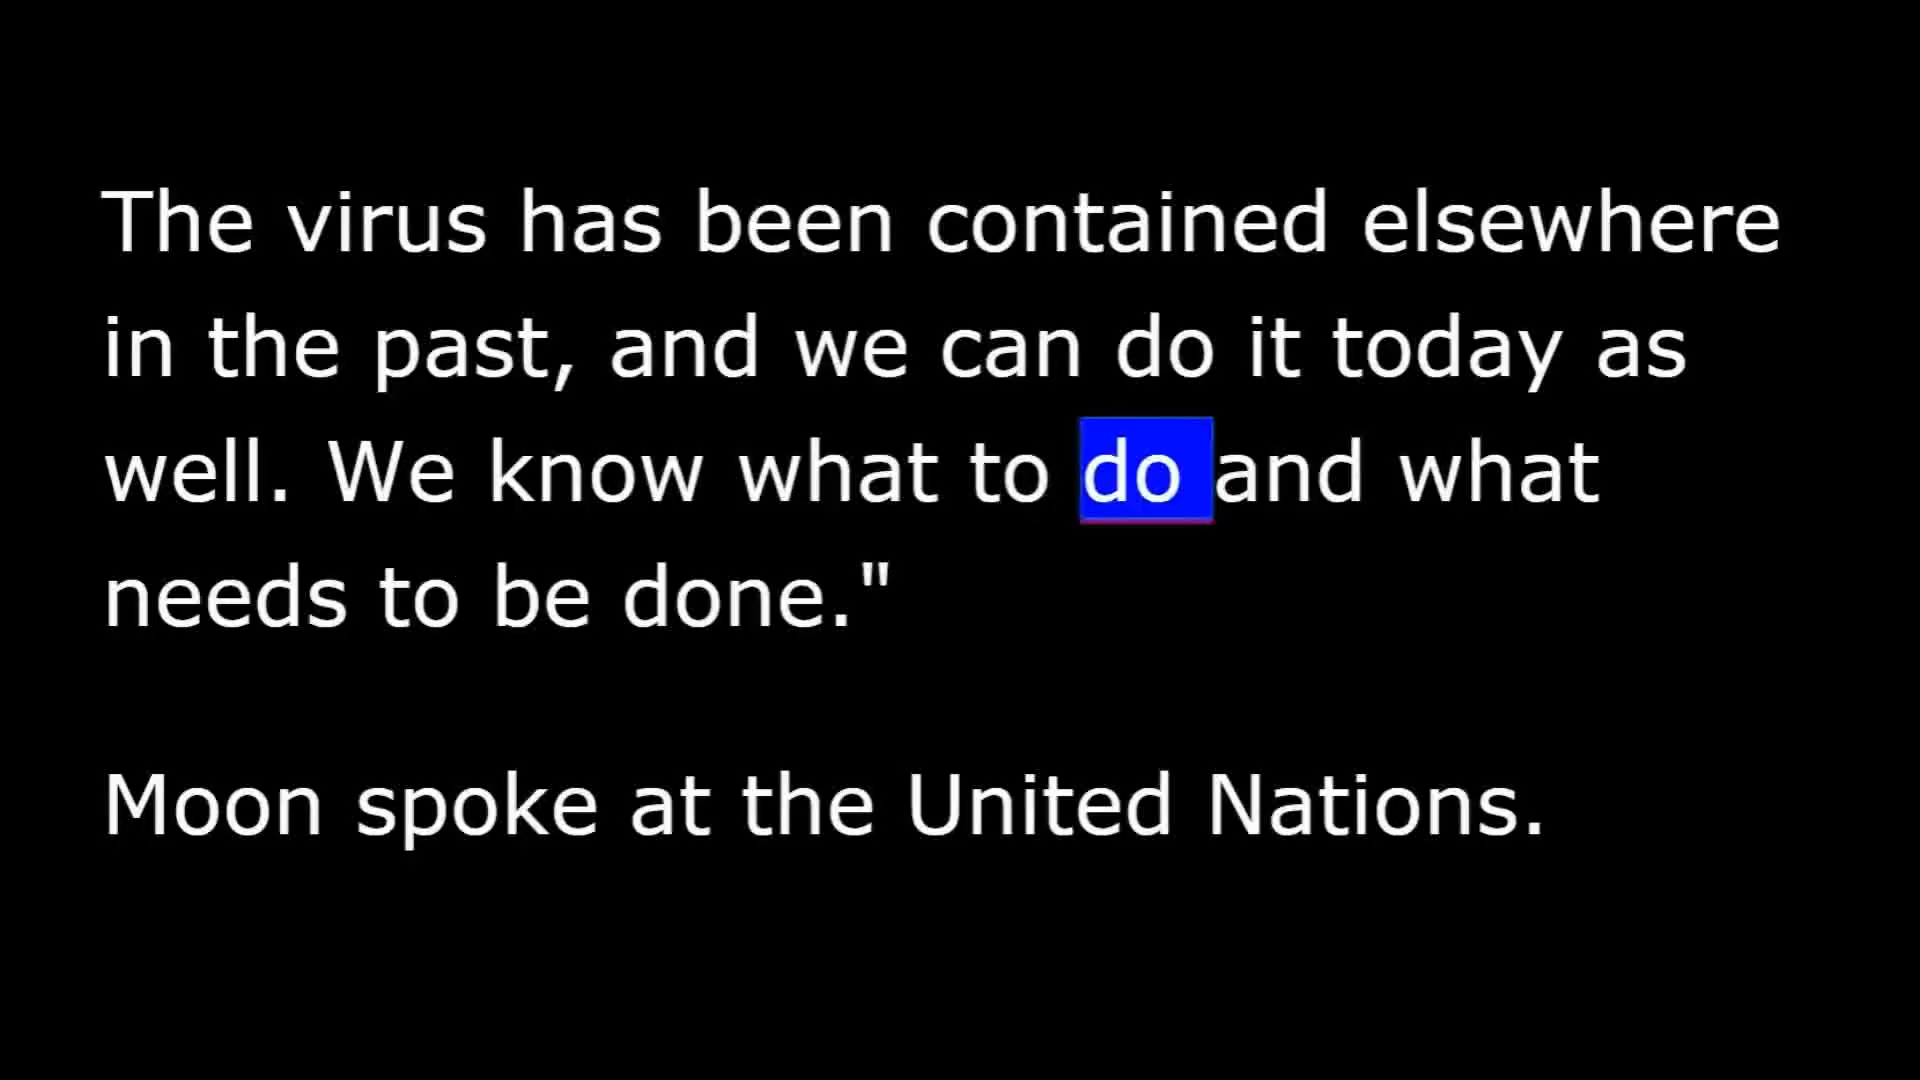 The virus has been contained elsewhere
in the past, and we can do it today as
well. We know what to do and what
needs to be done."
Moon spoke at the United Nations.